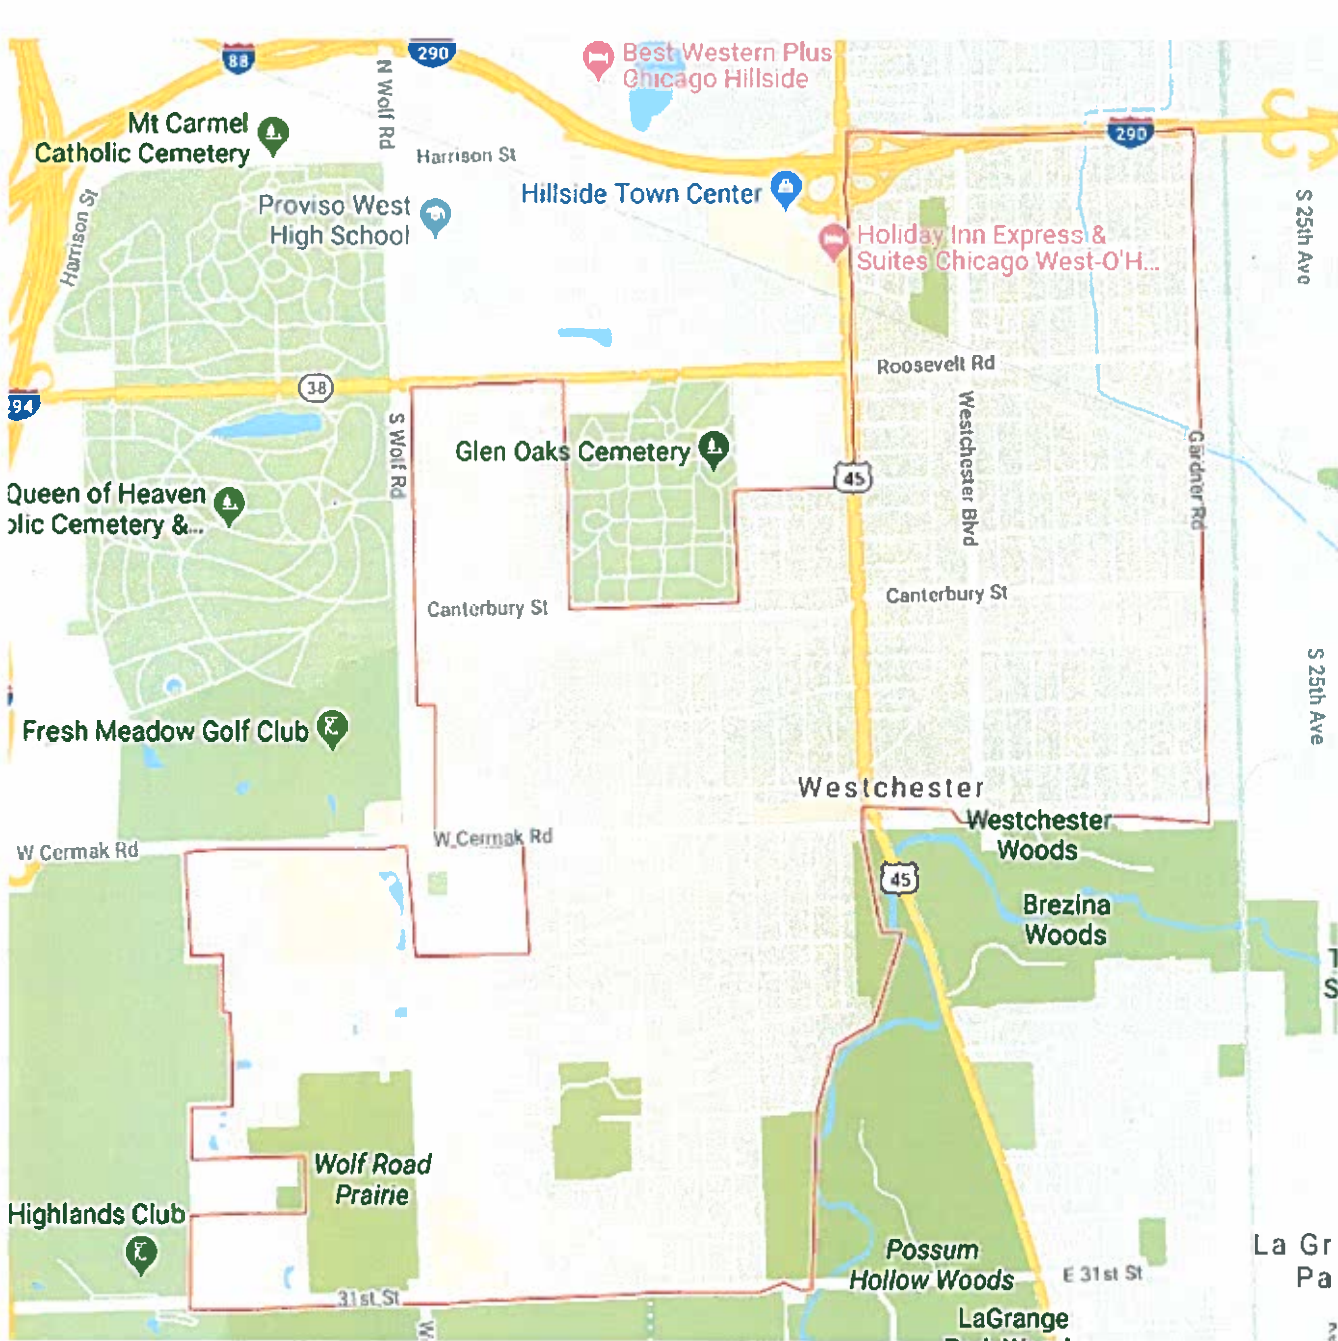 88
290
Best Western Plus
Chicago Hillside
N Wolf Rd
Mt Carmel
Catholic Cemetery
Harrison St
290
Harrison St
Proviso West
High School
Hillside Town Center
S 25th Ave
Holiday Inn Express &
Suites Chicago West-O'H...
Roosevelt Rd
38
294
S Wolf Rd
Westchester Blvd
Gardner Rd
Glen Oaks Cemetery
45
Queen of Heaven
olic Cemetery &...
Canterbury St
Canterbury St
S 25th Ave
Fresh Meadow Golf Club
Westchester
W Cermak Rd
W Cermak Rd
Westchester
Woods
45
Brezina
Woods
Wolf Road
Prairie
Highlands Club
Possum
Hollow Woods
E 31st St
La Gr
Pa
31st St
W
LaGrange